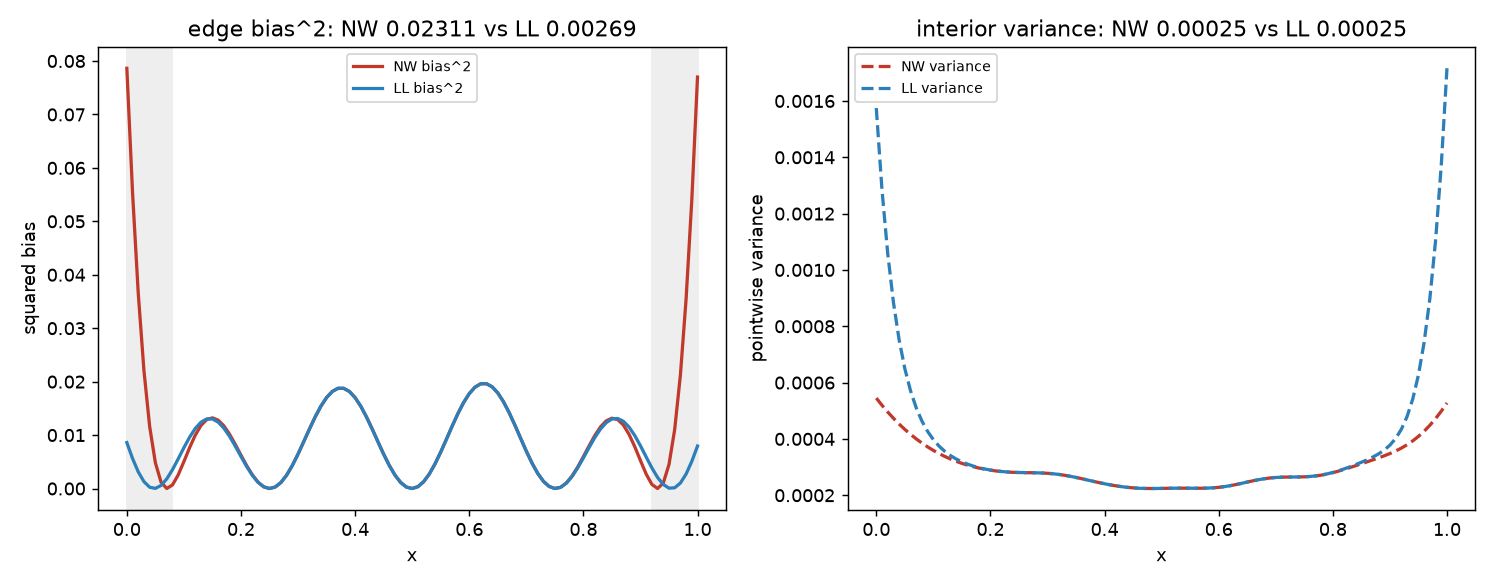 edge bias^2: NW 0.02311 vs LL 0.00269
NW bias^2
LL bias^2
squared bias
0.08
0.07
0.06
0.05
0.04
0.03
0.02
0.01
0.00
0.0 0.2 0.4 0.6 0.8 1.0
x
interior variance: NW 0.00025 vs LL 0.00025
NW variance
LL variance
pointwise variance
0.0016
0.0014
0.0012
0.0010
0.0008
0.0006
0.0004
0.0002
0.0 0.2 0.4 0.6 0.8 1.0
x